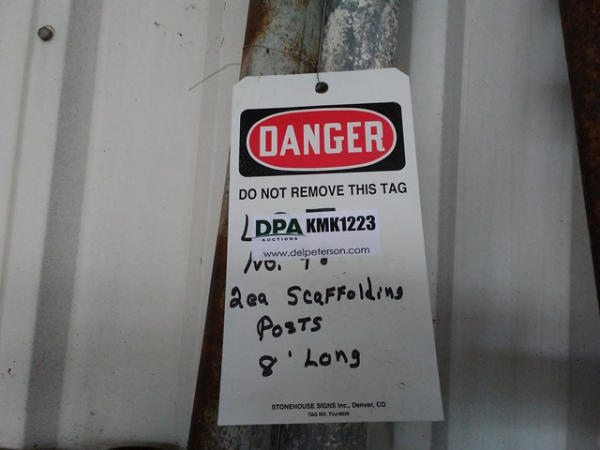 DANGER
DO NOT REMOVE THIS TAG
DPA KMK1223
AUCTIONS
www.delpeterson.com
No.
2ea Scaffolding
Posts
8' Long
STONEHOUSE SIGNS Inc., Denver, CO